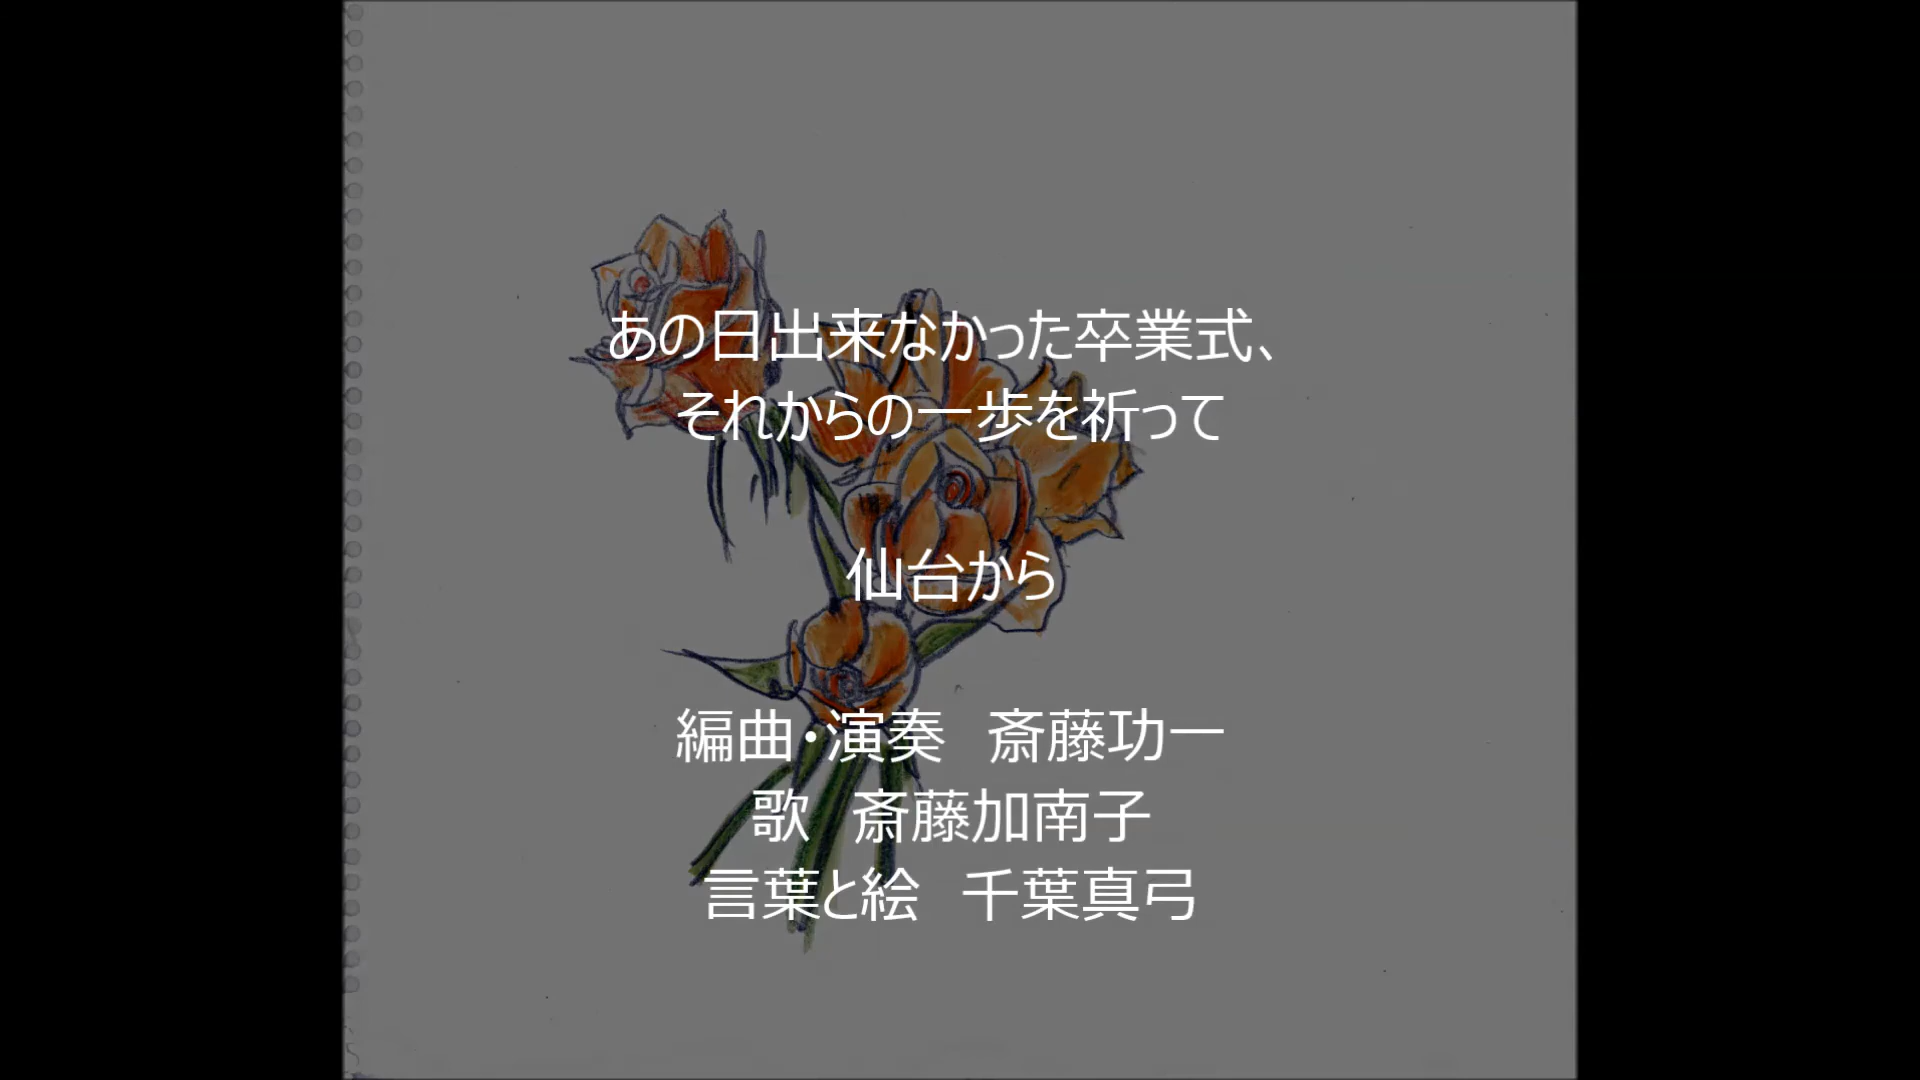 あの日出来なかった卒業式、
それからの一歩を祈って
仙台から
編曲・演奏　斎藤功一
歌　斎藤加南子
言葉と絵　千葉真弓